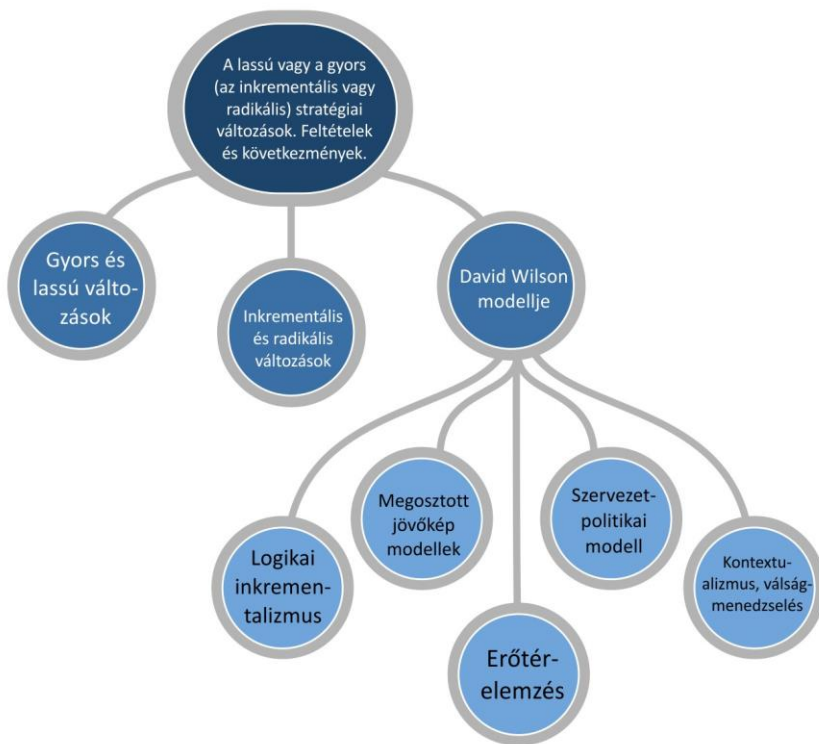 A lassú vagy a gyors
(az inkrementális vagy
radikális) stratégiai
változások. Feltételek
és következmények.
Gyors és
lassú válto-
zások
Inkrementális
és radikális
változások
David Wilson
modellje
Logikai
inkremen-
talizmus
Megosztott
jövőkép
modellek
Erőtér-
elemzés
Szervezet-
politikai
modell
Kontextu-
alizmus, válság-
menedzselés